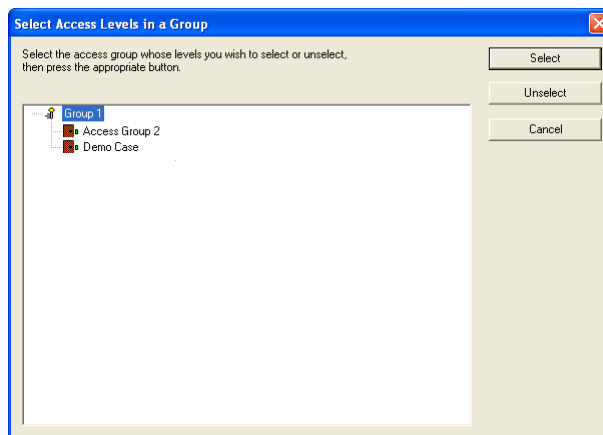 Select Access Levels in a Group
Select the access group whose levels you wish to select or unselect,
then press the appropriate button.
Select
Unselect
Cancel
Group 1
Access Group 2
Demo Case